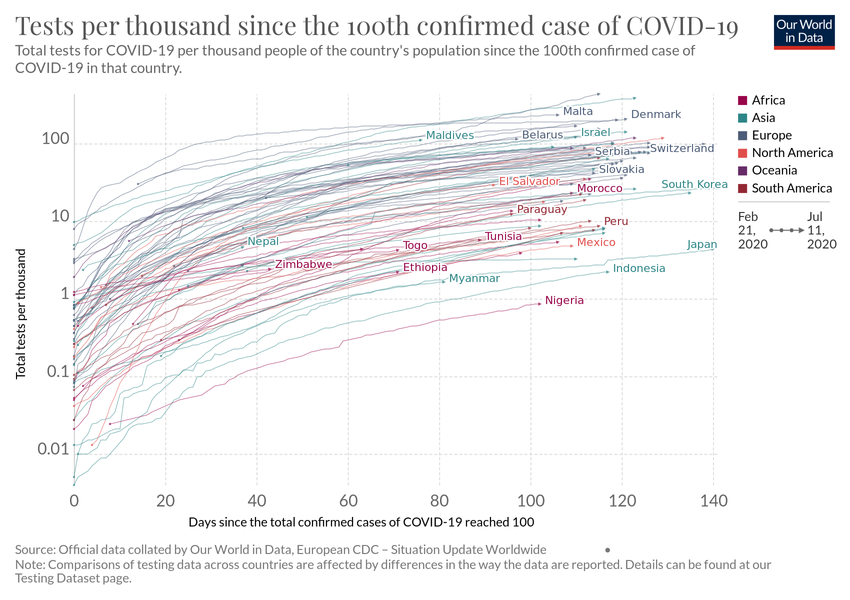 Tests per thousand since the 100th confirmed case of COVID-19
Total tests for COVID-19 per thousand people of the country's population since the 100th confirmed case of
COVID-19 in that country.
Our World
in Data
Africa
Asia
Europe
North America
Oceania
South America
Feb
21,
2020
Jul
11,
2020
Total tests per thousand
100
10
1
0.1
0.01
Malta
Denmark
Maldives
Belarus
Israel
Serbia
Switzerland
Slovakia
El Salvador
Morocco
South Korea
Paraguay
Peru
Nepal
Togo
Tunisia
Mexico
Japan
Zimbabwe
Ethiopia
Indonesia
Myanmar
Nigeria
0
20
40
60
80
100
120
140
Days since the total confirmed cases of COVID-19 reached 100
Source: Official data collated by Our World in Data, European CDC – Situation Update Worldwide
Note: Comparisons of testing data across countries are affected by differences in the way the data are reported. Details can be found at our
Testing Dataset page.